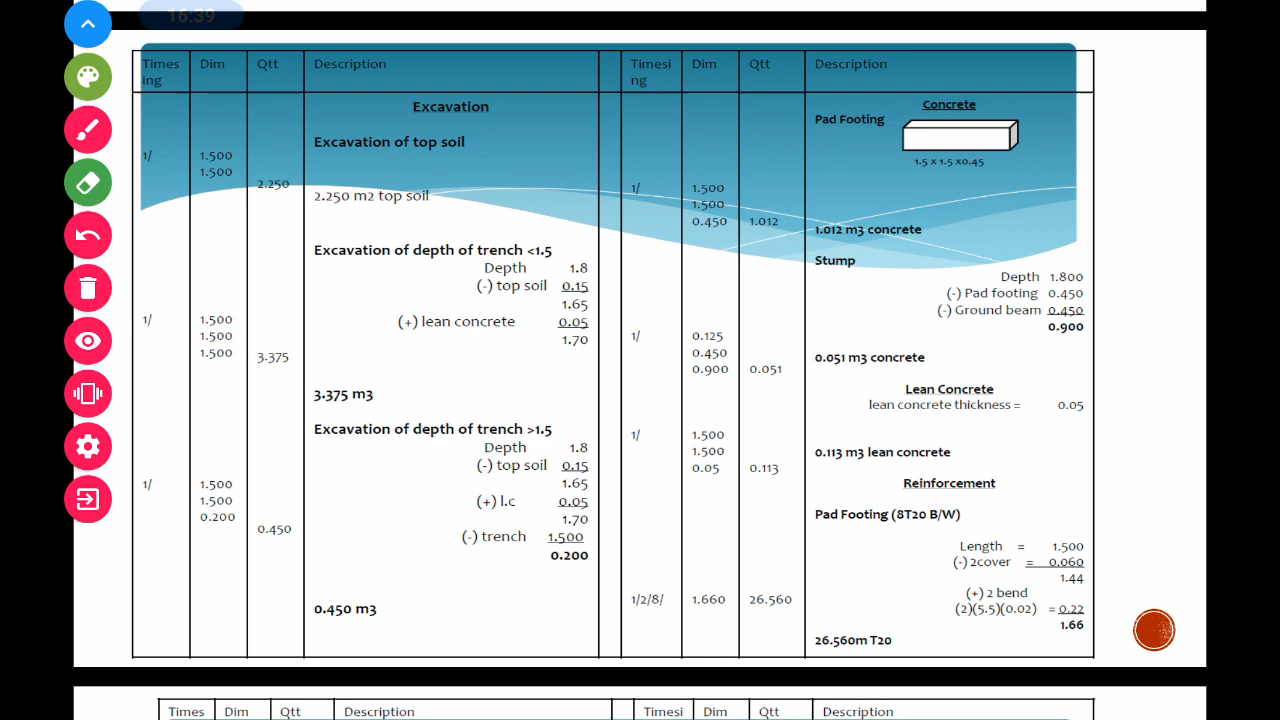 16:39
Times
ing
Dim
Qtt
Description
Excavation
Excavation of top soil
1/
1.500
1.500
2.250
2.250 m2 top soil
Excavation of depth of trench <1.5
Depth 1.8
(-) top soil 0.15
1.65
1/
1.500
(+) lean concrete 0.05
1.500
1.70
1.500
3.375
3.375 m3
Excavation of depth of trench >1.5
Depth 1.8
(-) top soil 0.15
1.65
1/
1.500
1.500
(+) l.c 0.05
0.200
1.70
0.450
(-) trench 1.500
0.200
0.450 m3
Timesi
ng
Dim
Qtt
Description
Concrete
Pad Footing
1.5 x 1.5 x0.45
1/
1.500
1.500
0.450
1.012
1.012 m3 concrete
Stump
Depth 1.800
(-) Pad footing 0.450
(-) Ground beam 0.450
0.900
1/
0.125
0.450
0.051 m3 concrete
0.900
0.051
Lean Concrete
lean concrete thickness = 0.05
1/
1.500
1.500
0.113 m3 lean concrete
0.05
0.113
Reinforcement
Pad Footing (8T20 B/W)
Length = 1.500
(-) 2cover = 0.060
1.44
(+) 2 bend
1/2/8/
1.660
26.560
(2)(5.5)(0.02) = 0.22
1.66
26.560m T20
Times
Dim
Qtt
Description
Timesi
Dim
Qtt
Description